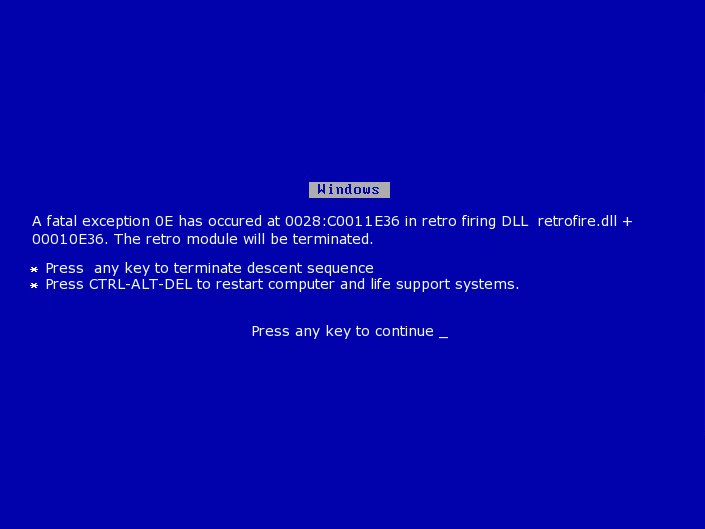 Windows
A fatal exception 0E has occured at 0028:C0011E36 in retro firing DLL  retrofire.dll +
00010E36. The retro module will be terminated.
* Press  any key to terminate descent sequence
* Press CTRL-ALT-DEL to restart computer and life support systems.
Press any key to continue _